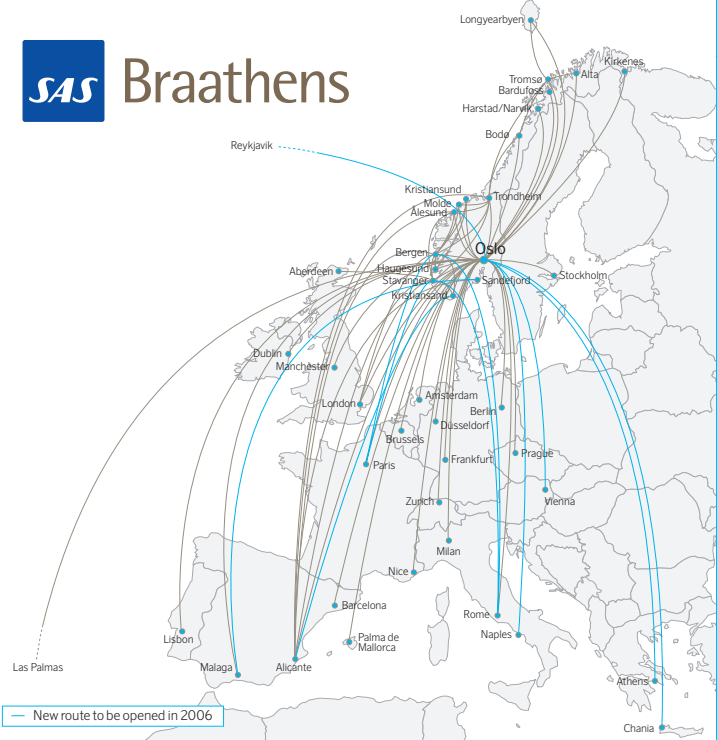 SAS
Braathens
Longyearbyen
Kirkenes
Tromsø
Alta
Bardufoss
Harstad/Narvik
Bodø
Reykjavik
Kristiansund
Trondheim
Molde
Ålesund
Oslo
Bergen
Haugesund
Aberdeen
Stockholm
Stavanger
Sandefjord
Kristiansand
Dublin
Manchester
London
Amsterdam
Berlin
Düsseldorf
Brussels
Paris
Frankfurt
Prague
Zurich
Vienna
Milan
Nice
Barcelona
Rome
Naples
Lisbon
Palma de
Mallorca
Las Palmas
Malaga
Alicante
Athens
New route to be opened in 2006
Chania